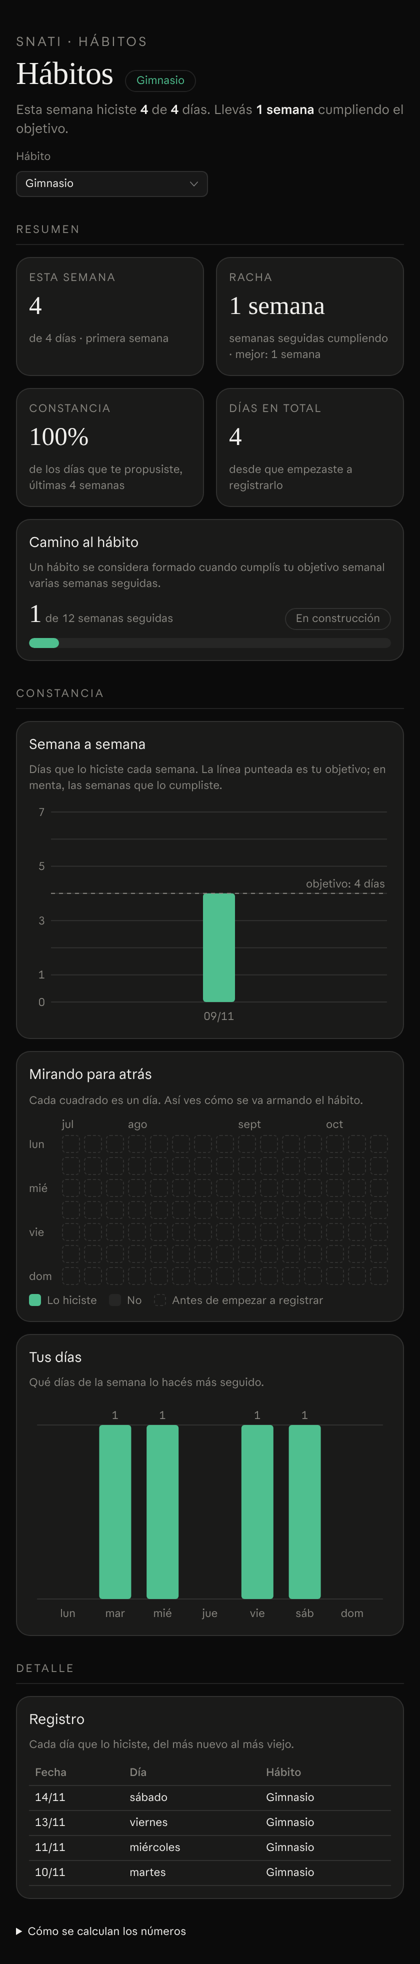 SNATI · HÁBITOS
Hábitos Gimnasio
Esta semana hiciste 4 de 4 días. Llevás 1 semana cumpliendo el
objetivo.
Hábito
Gimnasio
RESUMEN
ESTA SEMANA
4
de 4 días · primera semana
RACHA
1 semana
semanas seguidas cumpliendo
· mejor: 1 semana
CONSTANCIA
100%
de los días que te propusiste,
últimas 4 semanas
DÍAS EN TOTAL
4
desde que empezaste a
registrarlo
Camino al hábito
Un hábito se considera formado cuando cumplís tu objetivo semanal
varias semanas seguidas.
1 de 12 semanas seguidas
En construcción
CONSTANCIA
Semana a semana
Días que lo hiciste cada semana. La línea punteada es tu objetivo; en
menta, las semanas que lo cumpliste.
7
5
objetivo: 4 días
3
1
0
09/11
Mirando para atrás
Cada cuadrado es un día. Así ves cómo se va armando el hábito.
jul ago sept oct
lun
mié
vie
dom
Lo hiciste No Antes de empezar a registrar
Tus días
Qué días de la semana lo hacés más seguido.
1 1 1 1
lun mar mié jue vie sáb dom
DETALLE
Registro
Cada día que lo hiciste, del más nuevo al más viejo.
Fecha Día Hábito
14/11 sábado Gimnasio
13/11 viernes Gimnasio
11/11 miércoles Gimnasio
10/11 martes Gimnasio
Cómo se calculan los números